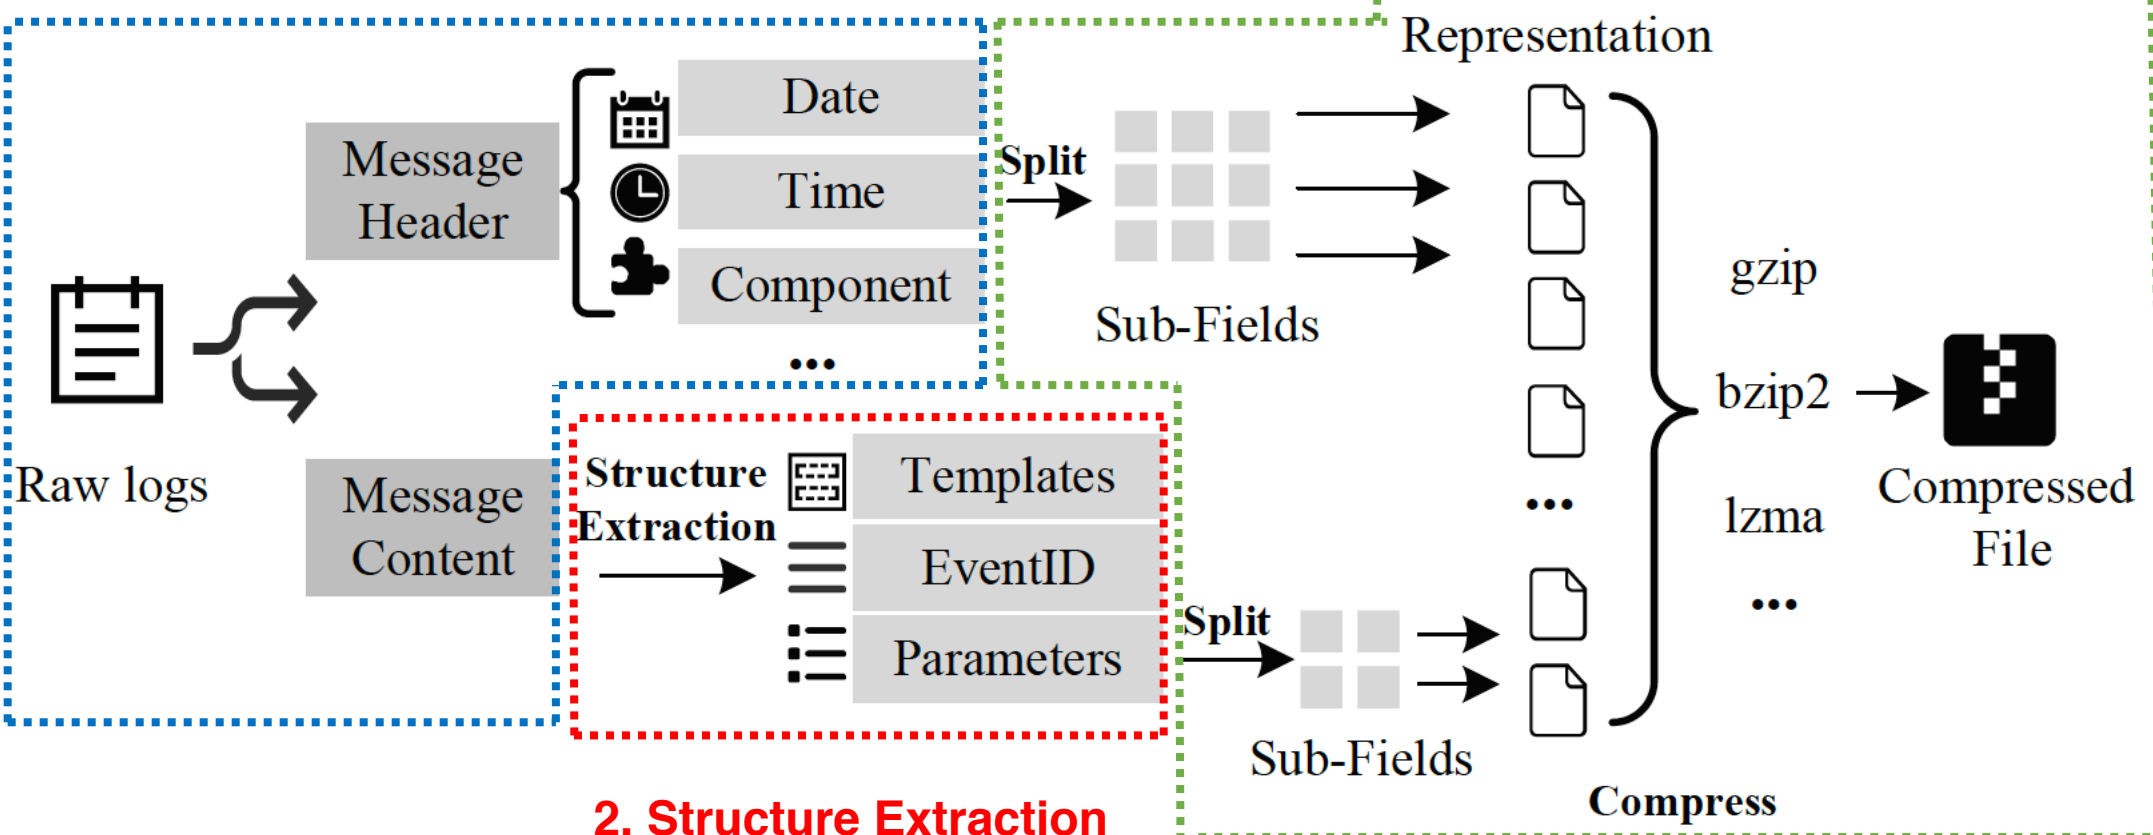 Representation
Date
Message
Header
Time
Split
Component
...
Sub-Fields
gzip
bzip2
lzma
...
Raw logs
Message
Content
Structure
Extraction
Templates
EventID
Parameters
Split
Sub-Fields
...
Compressed
File
Compress
2. Structure Extraction